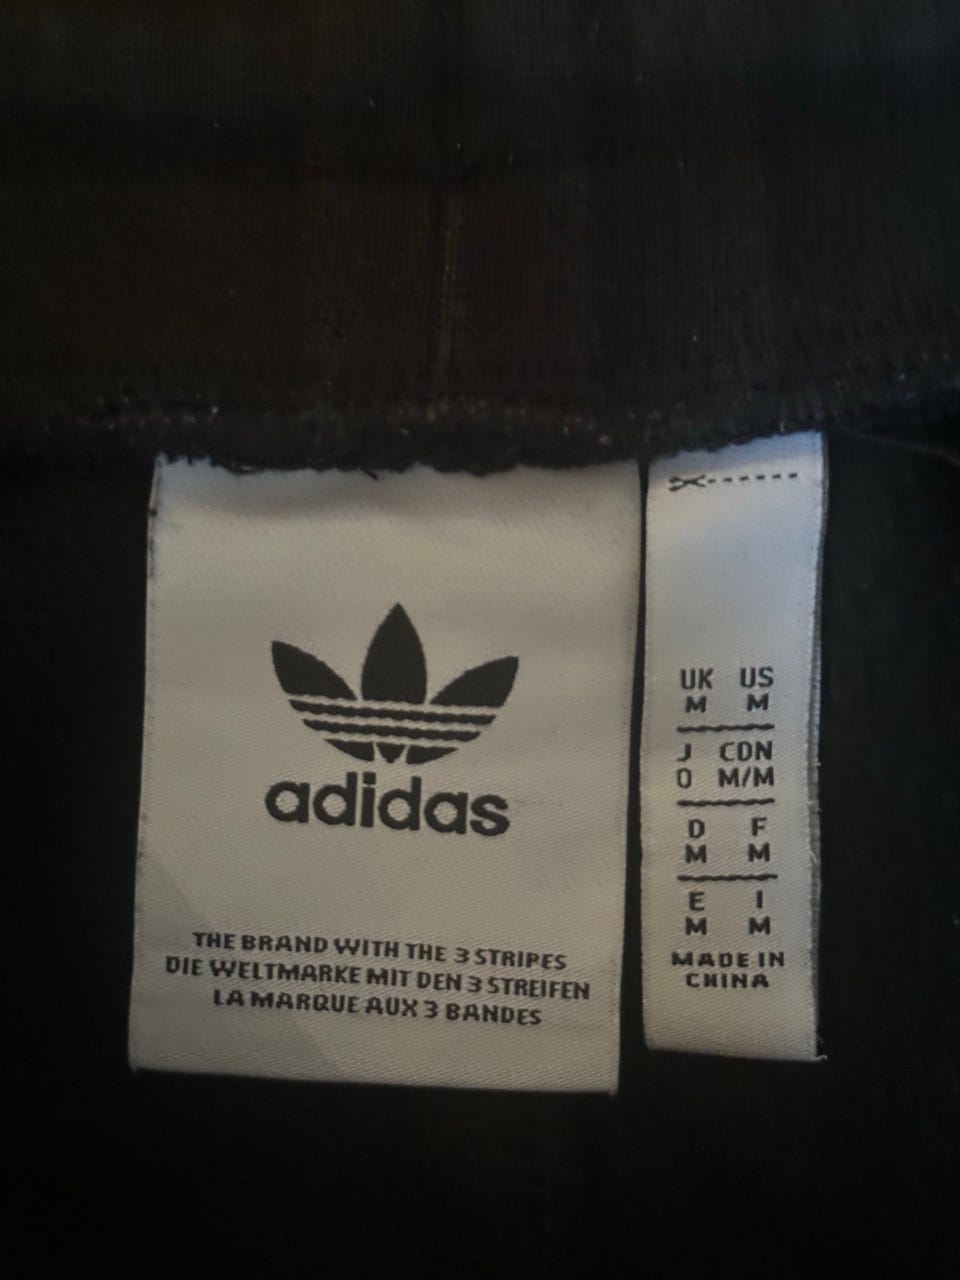 adidas
THE BRAND WITH THE 3 STRIPES
DIE WELTMARKE MIT DEN 3 STREIFEN
LA MARQUE AUX 3 BANDES
UK US
M M
J CDN
O M/M
D F
M M
E I
M M
MADE IN
CHINA